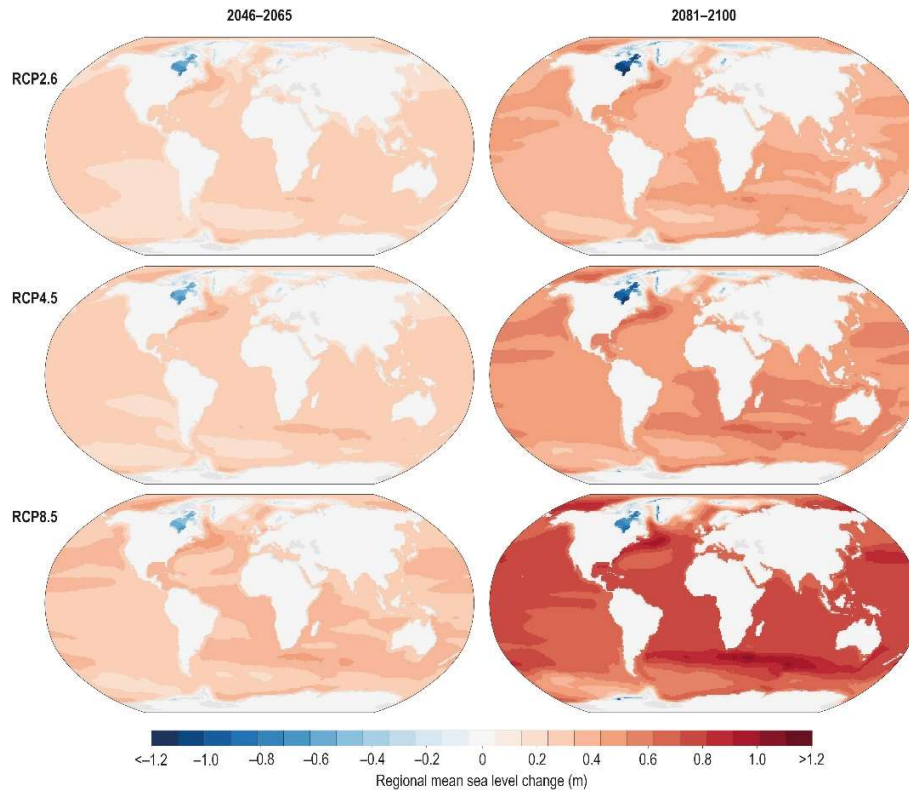 2046–2065 2081–2100
RCP2.6
RCP4.5
RCP8.5
<–1.2 –1.0 –0.8 –0.6 –0.4 –0.2 0 0.2 0.4 0.6 0.8 1.0 >1.2
Regional mean sea level change (m)